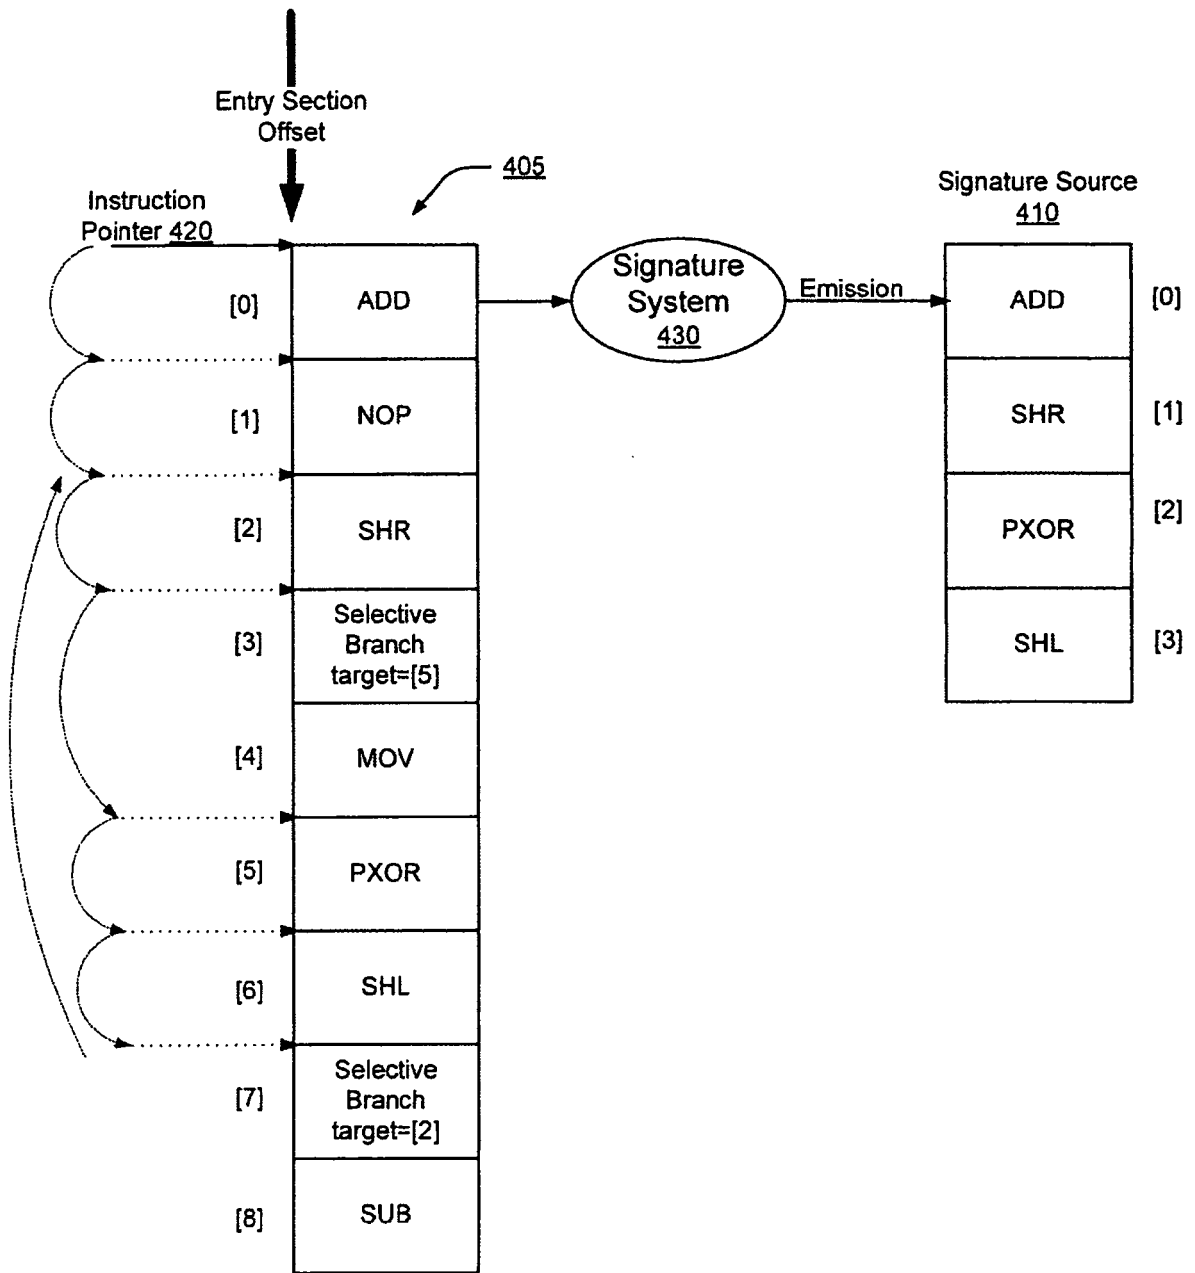 Entry Section
Offset
405
Instruction
Pointer 420
Signature Source
410
Signature
System
430
Emission
[0]
ADD
ADD
[0]
[1]
NOP
SHR
[1]
[2]
SHR
PXOR
[2]
[3]
Selective
Branch
target=[5]
SHL
[3]
[4]
MOV
[5]
PXOR
[6]
SHL
[7]
Selective
Branch
target=[2]
[8]
SUB